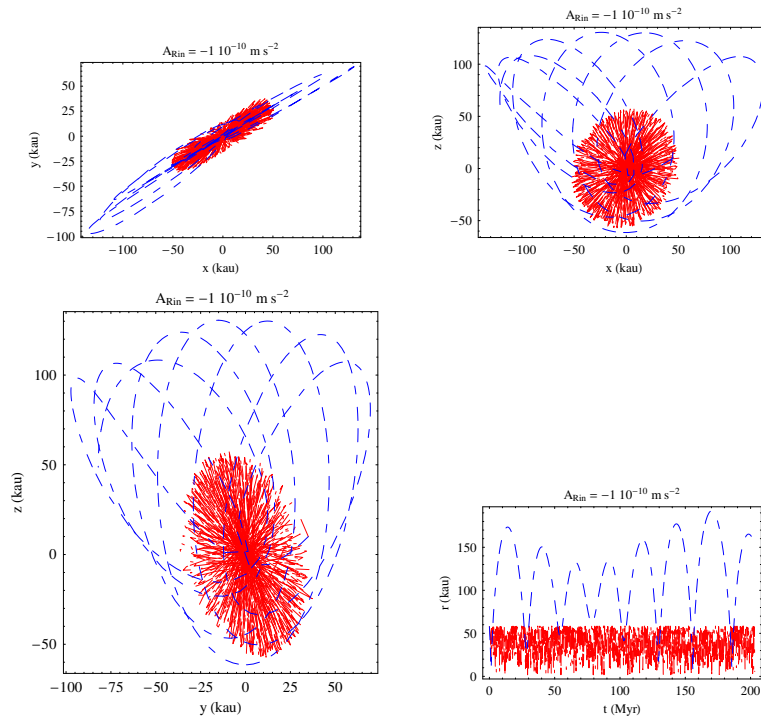 A_Rin = −1 10^−10 m s^−2
50
25
0
−25
−50
−75
−100
y (kau)
−100 −50 0 50 100
x (kau)
A_Rin = −1 10^−10 m s^−2
100
50
0
−50
z (kau)
−100 −50 0 50 100
x (kau)
A_Rin = −1 10^−10 m s^−2
100
50
0
−50
z (kau)
−100 −75 −50 −25 0 25 50
y (kau)
A_Rin = −1 10^−10 m s^−2
150
100
50
0
r (kau)
0 50 100 150 200
t (Myr)